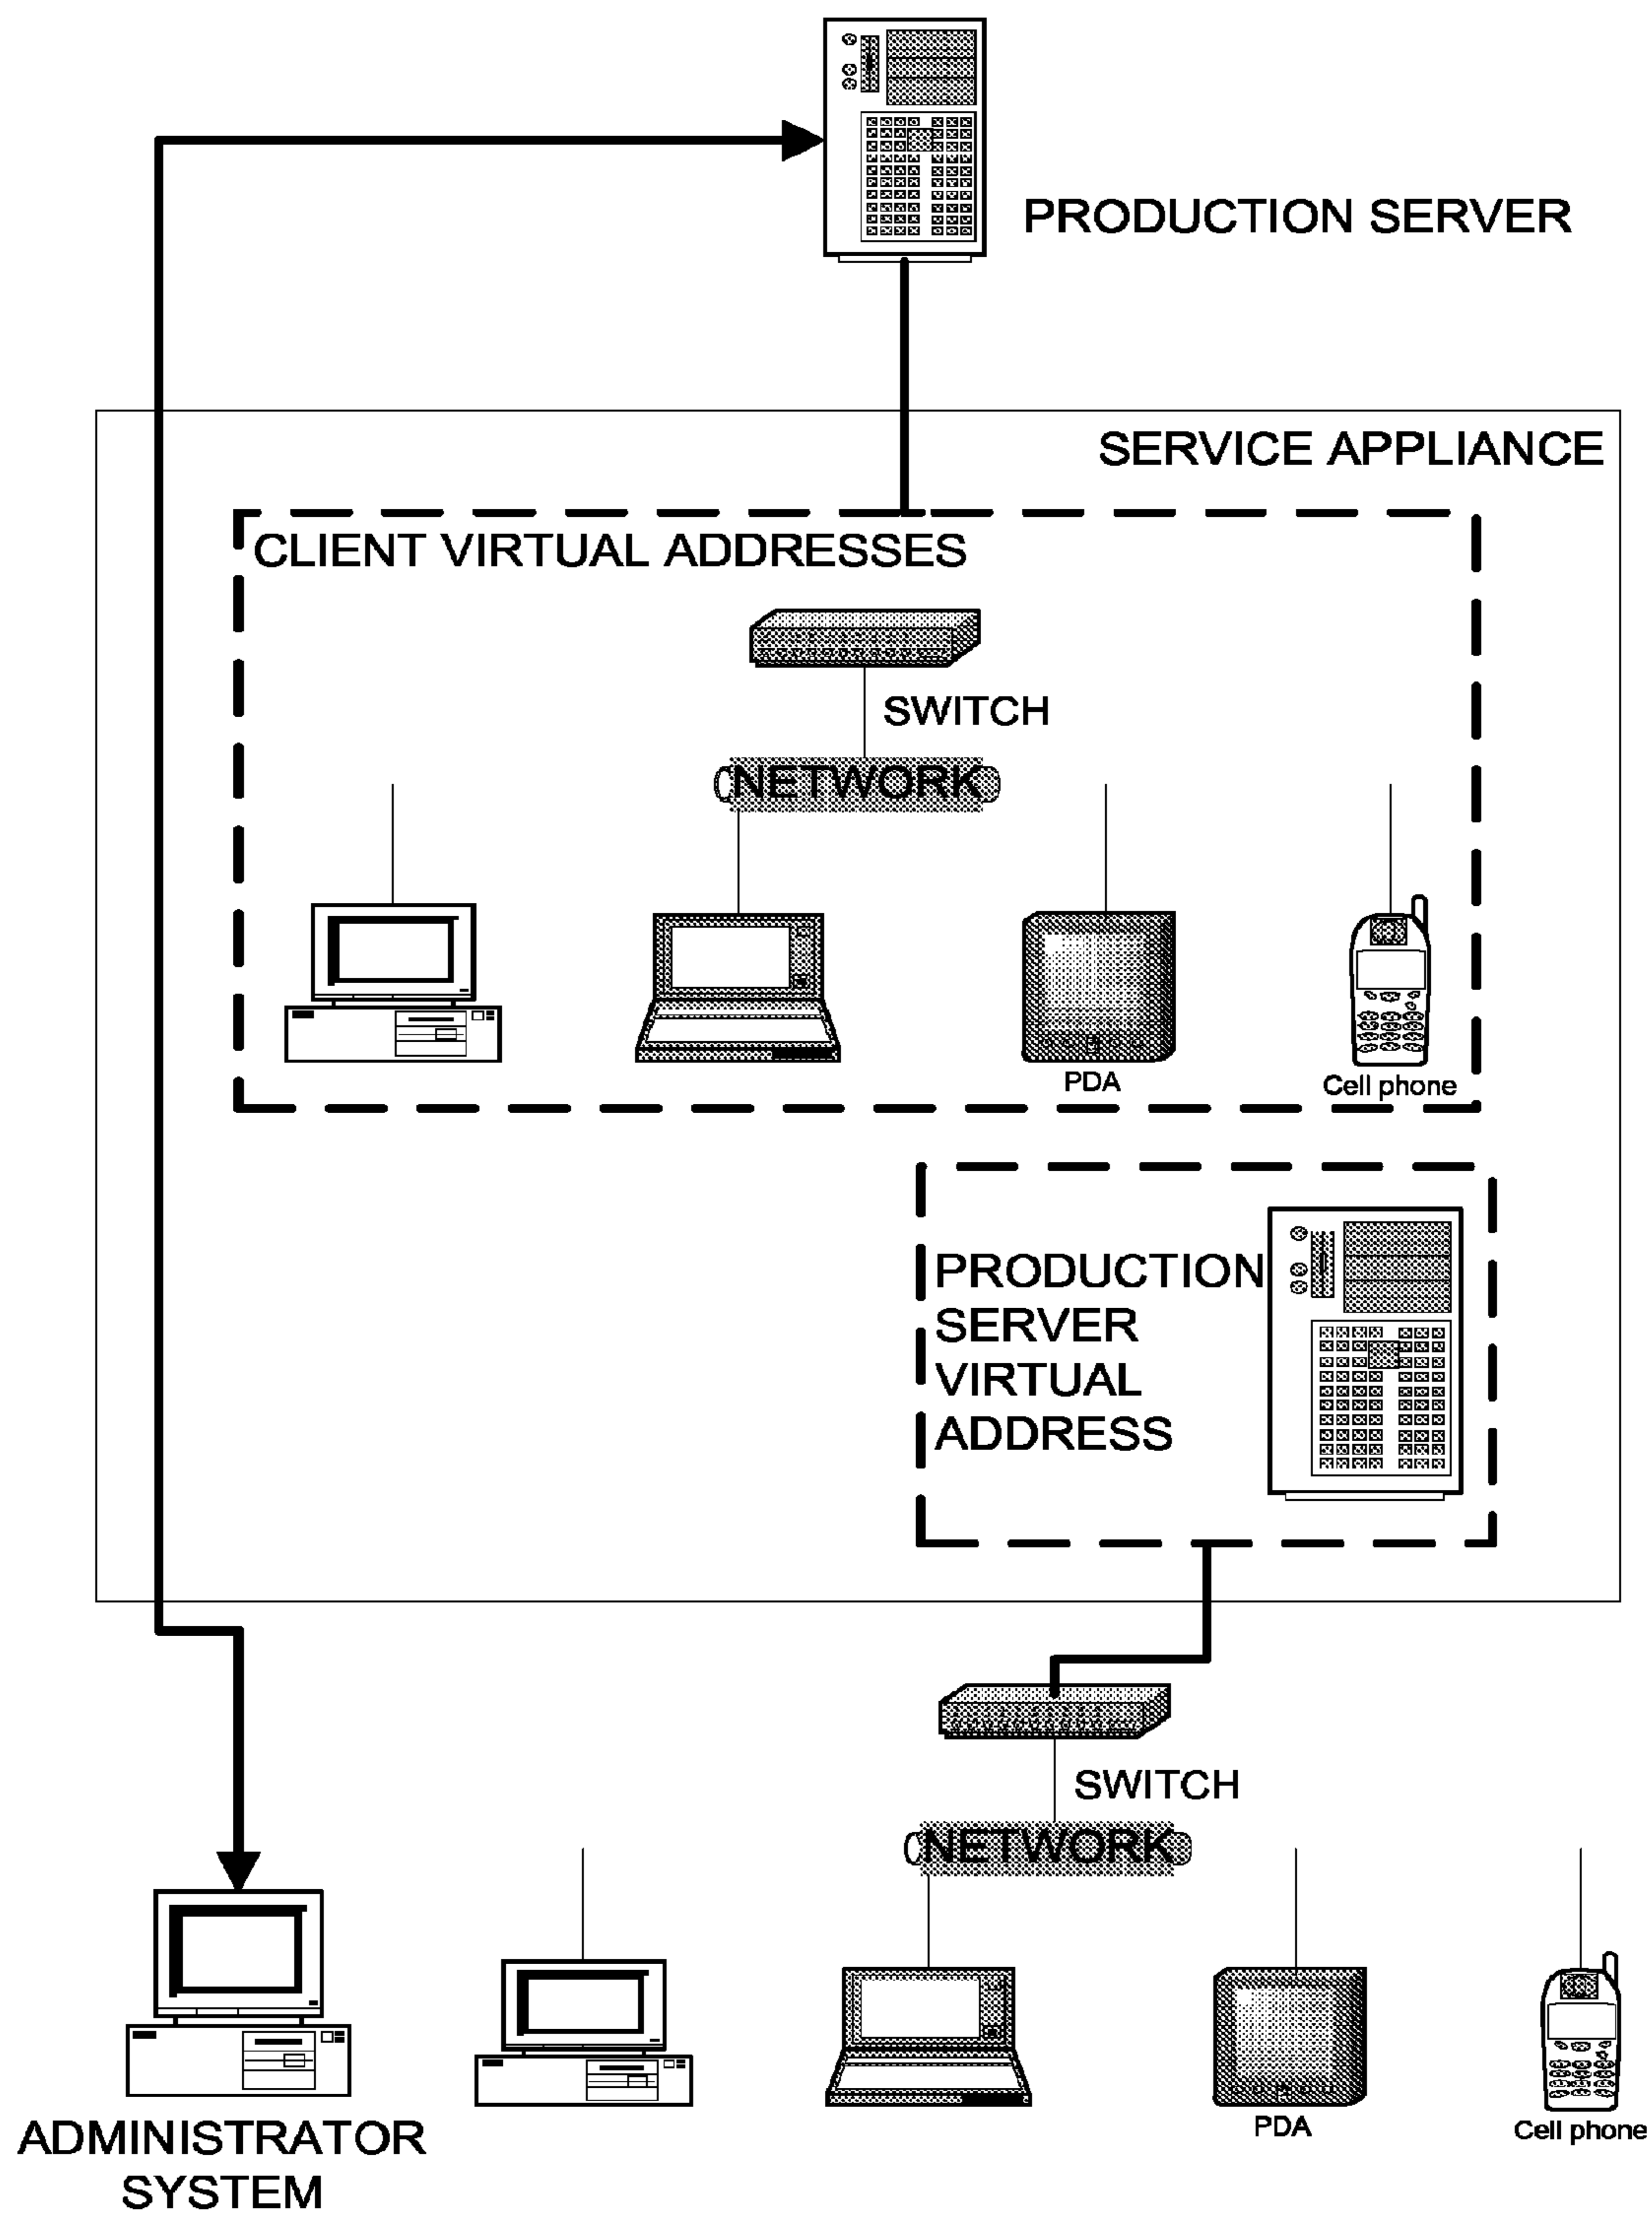 PRODUCTION SERVER
SERVICE APPLIANCE
CLIENT VIRTUAL ADDRESSES
SWITCH
NETWORK
PDA
Cell phone
PRODUCTION
SERVER
VIRTUAL
ADDRESS
SWITCH
NETWORK
PDA
Cell phone
ADMINISTRATOR
SYSTEM